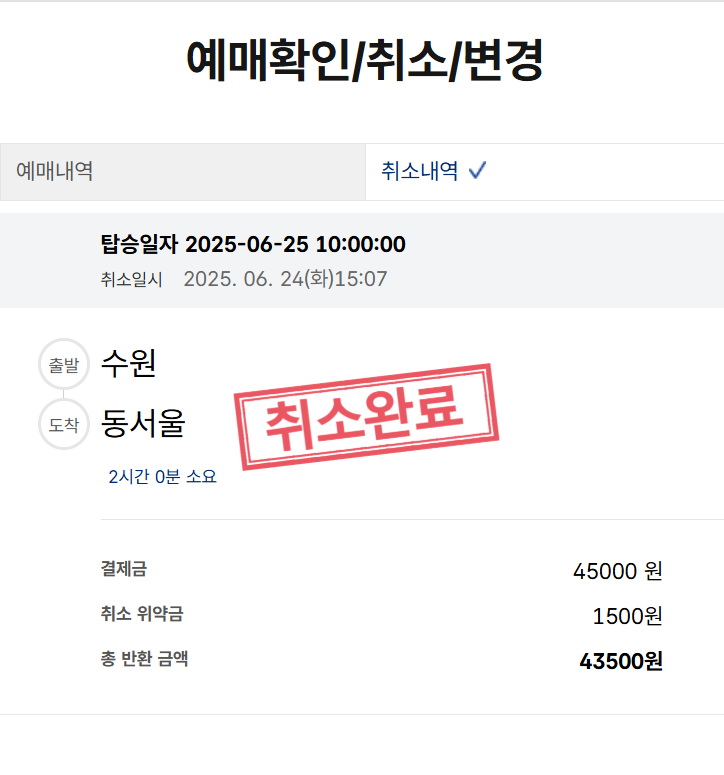 예매확인/취소/변경
예매내역
취소내역 ✓
탑승일자 2025-06-25 10:00:00
취소일시 2025. 06. 24(화)15:07
출발 수원
도착 동서울
취소완료
2시간 0분 소요
결제금 45000 원
취소 위약금 1500원
총 반환 금액 43500원